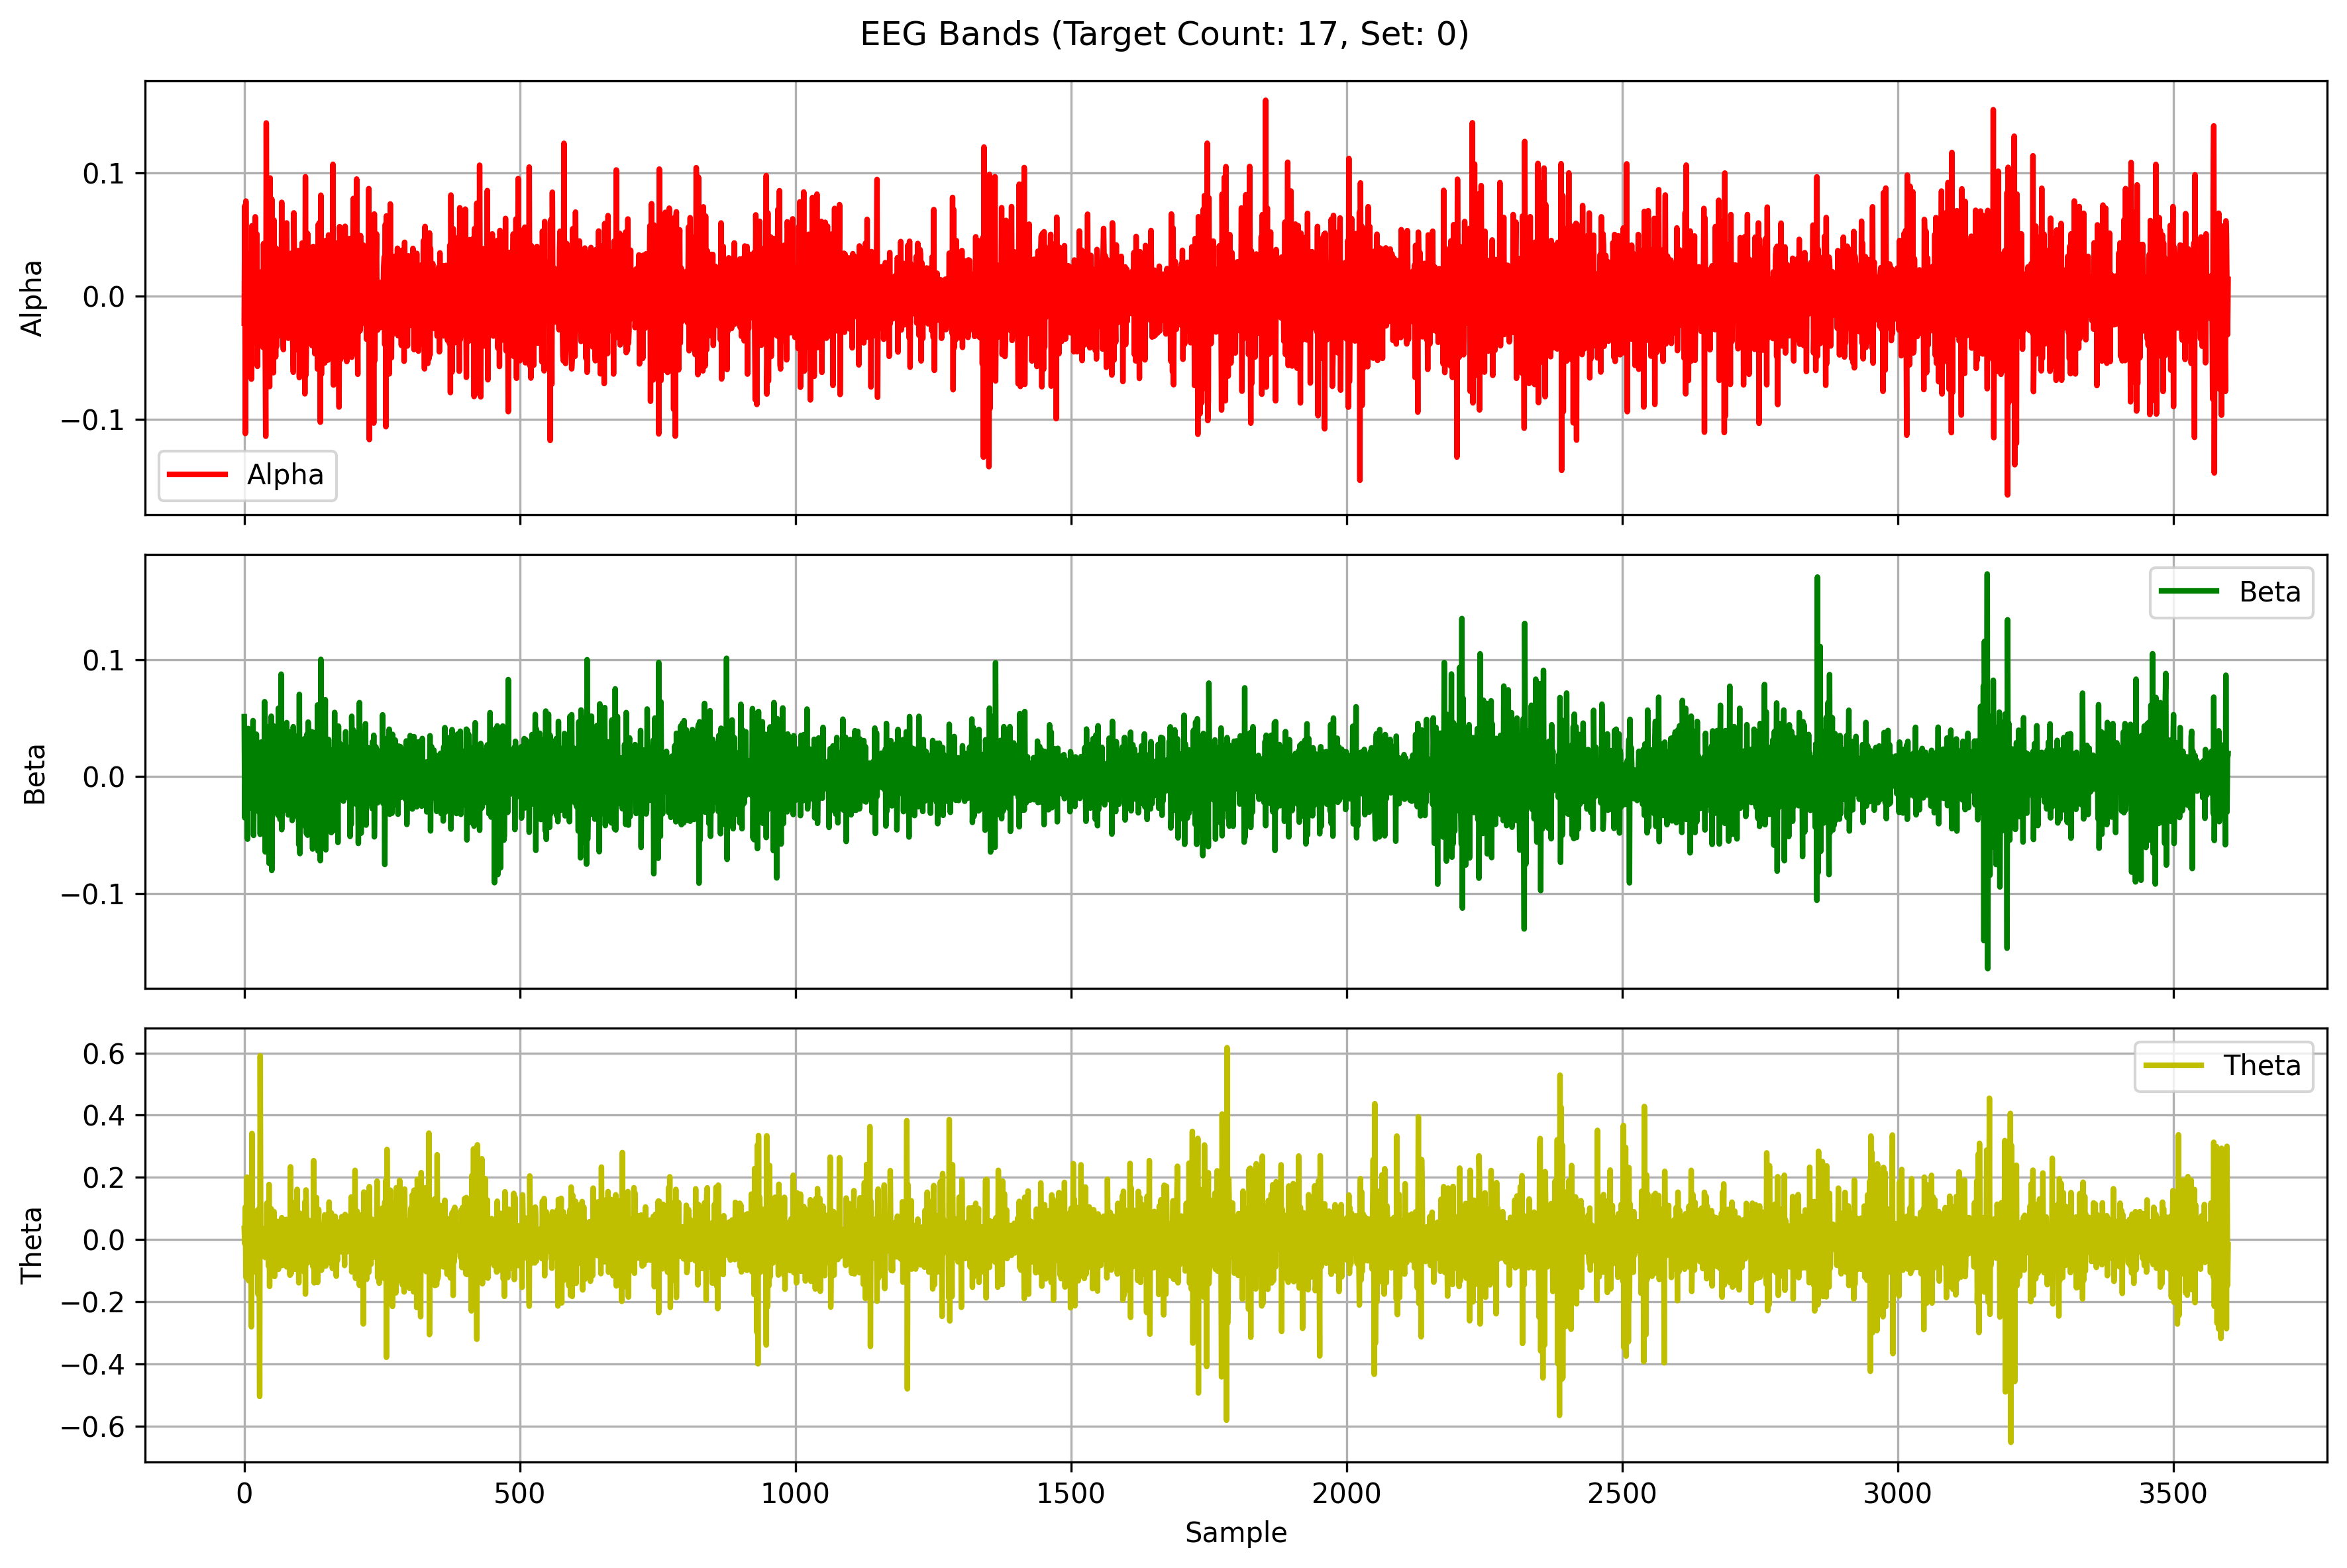 EEG Bands (Target Count: 17, Set: 0)
0.1
0.0
−0.1
Alpha
Alpha
0.1
0.0
−0.1
Beta
Beta
0.6
0.4
0.2
0.0
−0.2
−0.4
−0.6
Theta
Theta
0 500 1000 1500 2000 2500 3000 3500
Sample